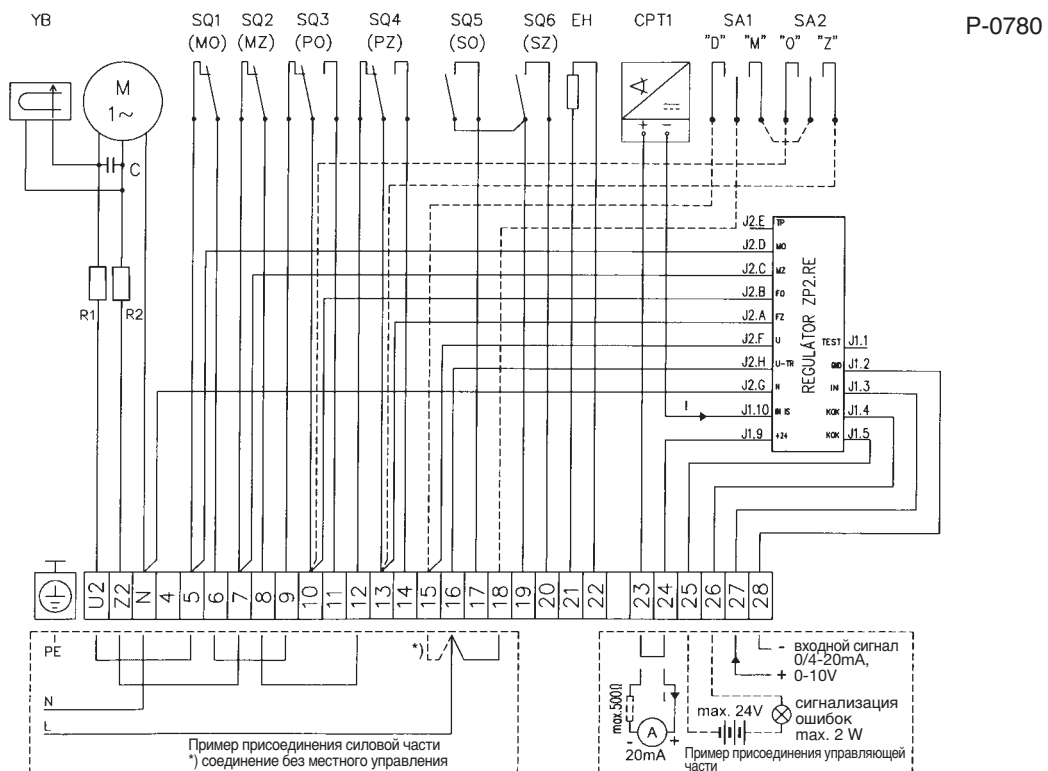 P-0780
YB SQ1 SQ2 SQ3 SQ4 SQ5 SQ6 EH CPT1 SA1 SA2
(MO) (MZ) (PO) (PZ) (SO) (SZ) "D" "M" "O" "Z"
M
1~
C
+ −
R1 R2
J2.E TP
J2.D MO
J2.C MZ
J2.B FO
J2.A FZ
J2.F U
J2.H U-TR
J2.G N
I J1.10 IN IS
J1.9 +24
REGULÁTOR ZP2.RE
TEST J1.1
GND J1.2
IN J1.3
KOK J1.4
KOK J1.5
U2 Z2 N 4 5 6 7 8 9 10 11 12 13 14 15 16 17 18 19 20 21 22 23 24 25 26 27 28
PE
N
L
*)
Пример присоединения силовой части
*) соединение без местного управления
max.500Ω
A
- +
20mA
max. 24V
- входной сигнал
0/4-20mA,
+ 0-10V
сигнализация
ошибок
max. 2 W
Пример присоединения управляющей
части